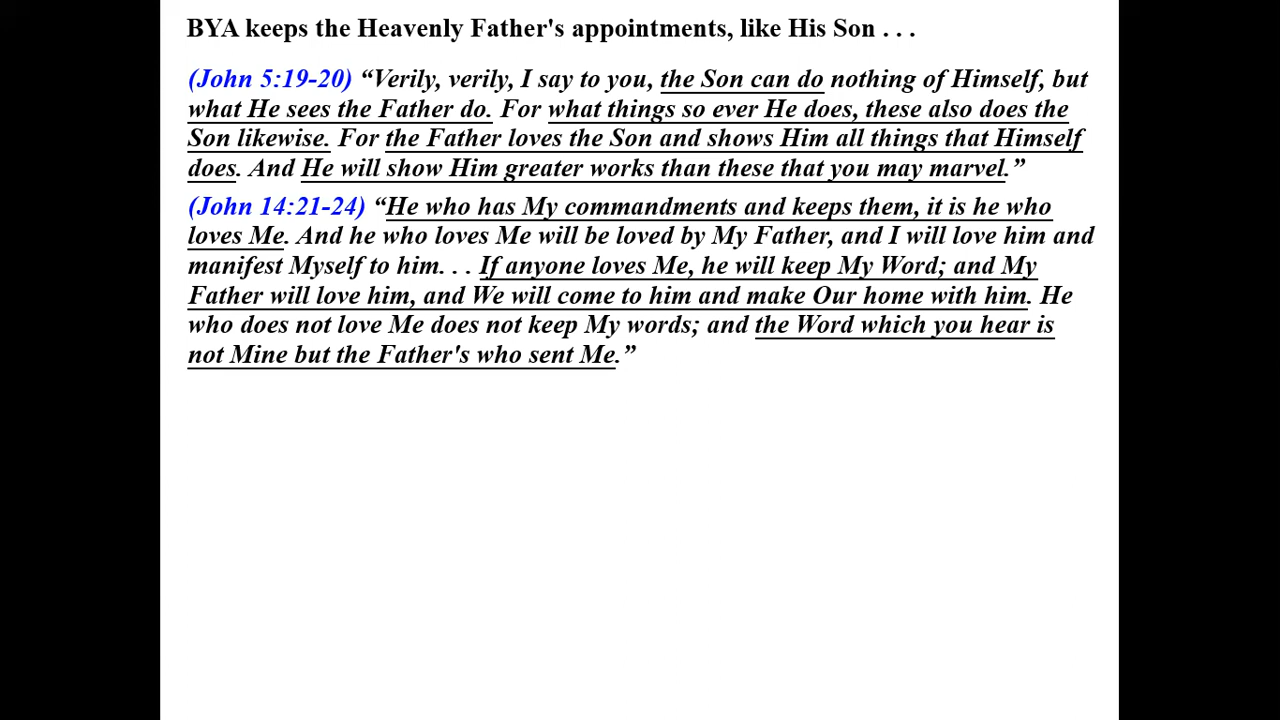 BYA keeps the Heavenly Father's appointments, like His Son . . .
(John 5:19-20) “Verily, verily, I say to you, the Son can do nothing of Himself, but
what He sees the Father do. For what things so ever He does, these also does the
Son likewise. For the Father loves the Son and shows Him all things that Himself
does. And He will show Him greater works than these that you may marvel.”
(John 14:21-24) “He who has My commandments and keeps them, it is he who
loves Me. And he who loves Me will be loved by My Father, and I will love him and
manifest Myself to him. . . If anyone loves Me, he will keep My Word; and My
Father will love him, and We will come to him and make Our home with him. He
who does not love Me does not keep My words; and the Word which you hear is
not Mine but the Father's who sent Me.”